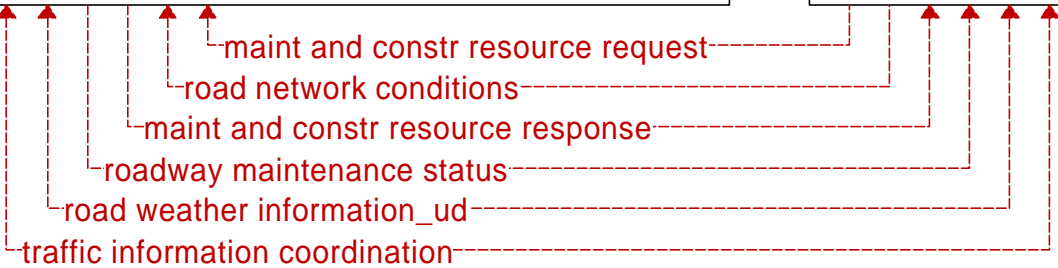 maint and constr resource request
road network conditions
maint and constr resource response
roadway maintenance status
road weather information_ud
traffic information coordination